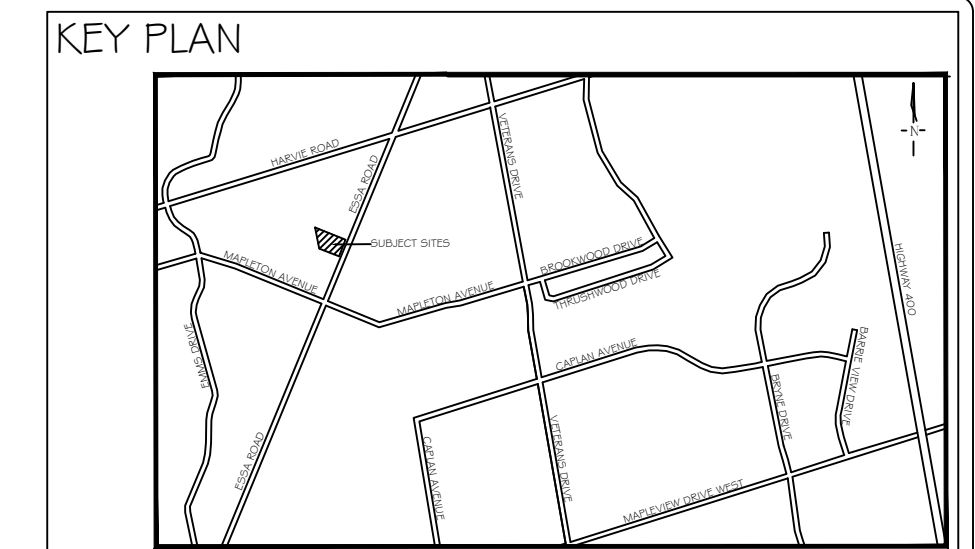 KEY PLAN
N
HARVIE ROAD
ESSA ROAD
VETERANS DRIVE
SUBJECT SITES
MAPLETON AVENUE
BROOKWOOD DRIVE
THRUSHWOOD DRIVE
MAPLETON AVENUE
HIGHWAY 400
EMMS DRIVE
CAPLAN AVENUE
BARRIE VIEW DRIVE
BRYNE DRIVE
ESSA ROAD
CAPLAN AVENUE
VETERANS DRIVE
MAPLEVIEW DRIVE WEST